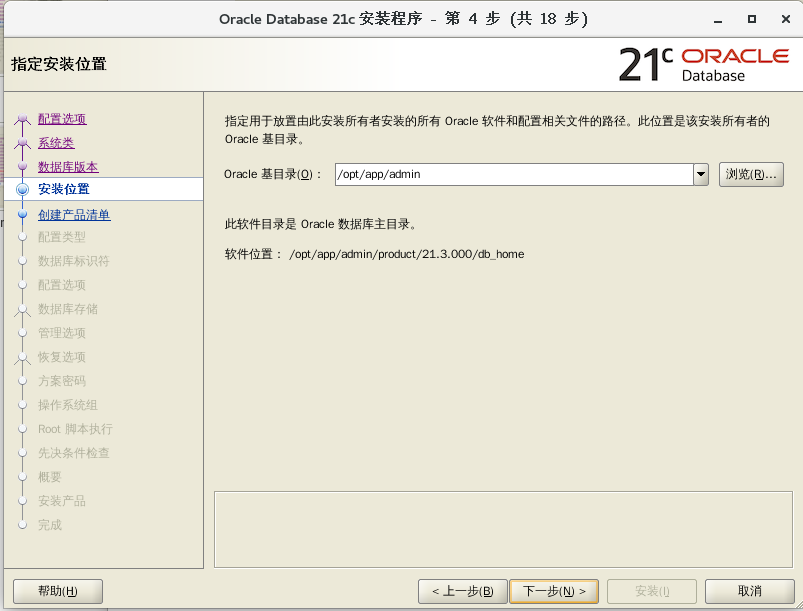 Oracle Database 21c 安装程序 - 第 4 步 (共 18 步)
指定安装位置
21c ORACLE
Database
配置选项
系统类
数据库版本
安装位置
创建产品清单
配置类型
数据库标识符
配置选项
数据库存储
管理选项
恢复选项
方案密码
操作系统组
Root 脚本执行
先决条件检查
概要
安装产品
完成
指定用于放置由此安装所有者安装的所有 Oracle 软件和配置相关文件的路径。此位置是该安装所有者的
Oracle 基目录。
Oracle 基目录(O)： /opt/app/admin 浏览(R)...
此软件目录是 Oracle 数据库主目录。
软件位置： /opt/app/admin/product/21.3.000/db_home
帮助(H) < 上一步(B) 下一步(N) > 安装(I) 取消